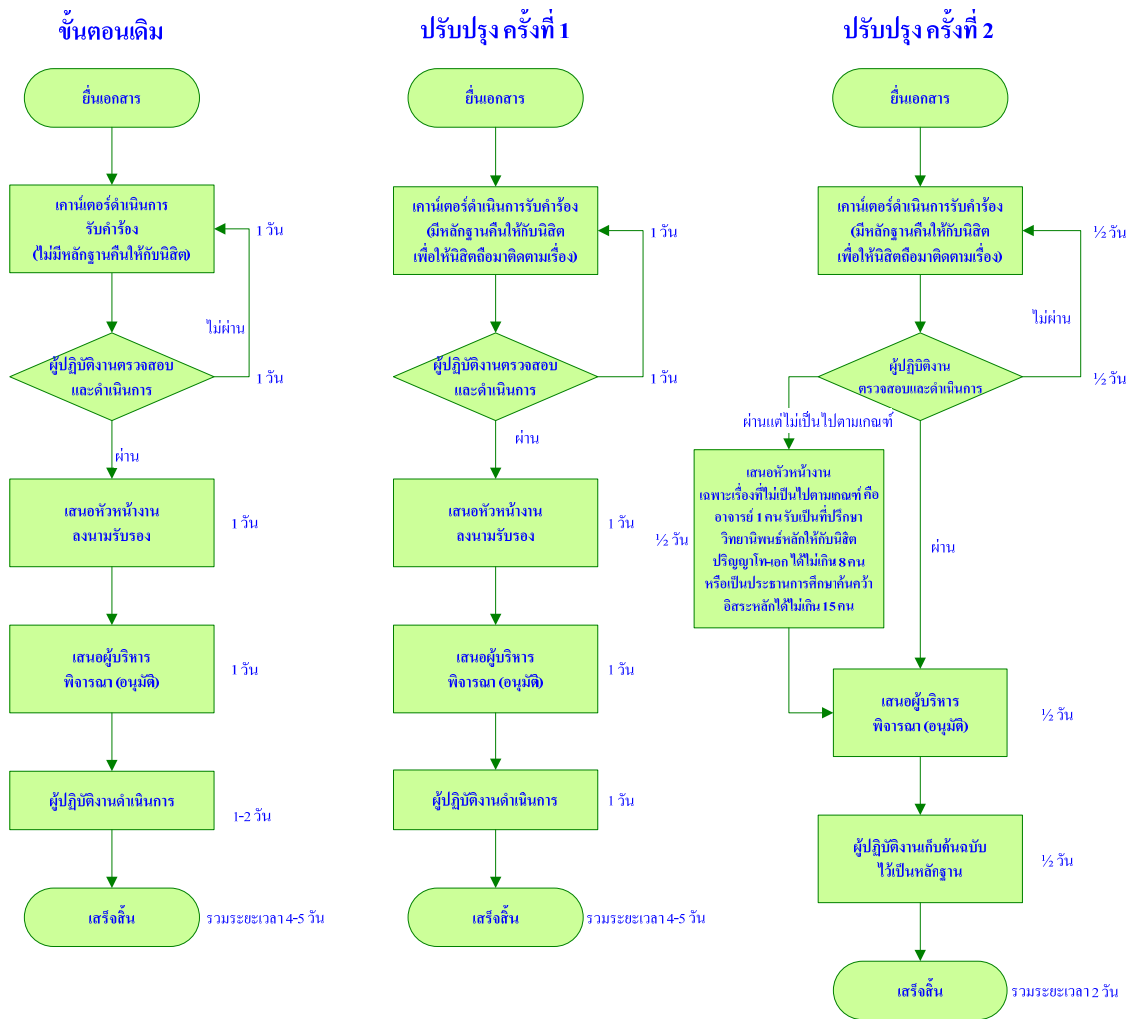 ขั้นตอนเดิม
ยื่นเอกสาร
เคาน์เตอร์ดำเนินการ
รับคำร้อง
(ไม่มีหลักฐานคืนให้กับนิสิต)
1 วัน
ไม่ผ่าน
ผู้ปฏิบัติงานตรวจสอบ
และดำเนินการ
1 วัน
ผ่าน
เสนอหัวหน้างาน
ลงนามรับรอง
1 วัน
เสนอผู้บริหาร
พิจารณา (อนุมัติ)
1 วัน
ผู้ปฏิบัติงานดำเนินการ
1-2 วัน
เสร็จสิ้น
รวมระยะเวลา 4-5 วัน
ปรับปรุง ครั้งที่ 1
ยื่นเอกสาร
เคาน์เตอร์ดำเนินการรับคำร้อง
(มีหลักฐานคืนให้กับนิสิต
เพื่อให้นิสิตถือมาติดตามเรื่อง)
1 วัน
ผู้ปฏิบัติงานตรวจสอบ
และดำเนินการ
1 วัน
ผ่าน
เสนอหัวหน้างาน
ลงนามรับรอง
1 วัน
เสนอผู้บริหาร
พิจารณา (อนุมัติ)
1 วัน
ผู้ปฏิบัติงานดำเนินการ
1 วัน
เสร็จสิ้น
รวมระยะเวลา 4-5 วัน
ปรับปรุง ครั้งที่ 2
ยื่นเอกสาร
เคาน์เตอร์ดำเนินการรับคำร้อง
(มีหลักฐานคืนให้กับนิสิต
เพื่อให้นิสิตถือมาติดตามเรื่อง)
½ วัน
ไม่ผ่าน
ผู้ปฏิบิติงาน
ตรวจสอบและดำเนินการ
½ วัน
ผ่านแต่ไม่เป็นไปตามเกณฑ์
เสนอหัวหน้างาน
เฉพาะเรื่องที่ไม่เป็นไปตามเกณฑ์ คือ
อาจารย์ 1 คน รับเป็นที่ปรึกษา
วิทยานิพนธ์หลักให้กับนิสิต
ปริญญาโท-เอก ได้ไม่เกิน 8 คน
หรือเป็นประธานการศึกษาค้นคว้า
อิสระหลักได้ไม่เกิน 15 คน
½ วัน
ผ่าน
เสนอผู้บริหาร
พิจารณา (อนุมัติ)
½ วัน
ผู้ปฏิบัติงานเก็บต้นฉบับ
ไว้เป็นหลักฐาน
½ วัน
เสร็จสิ้น
รวมระยะเวลา 2 วัน